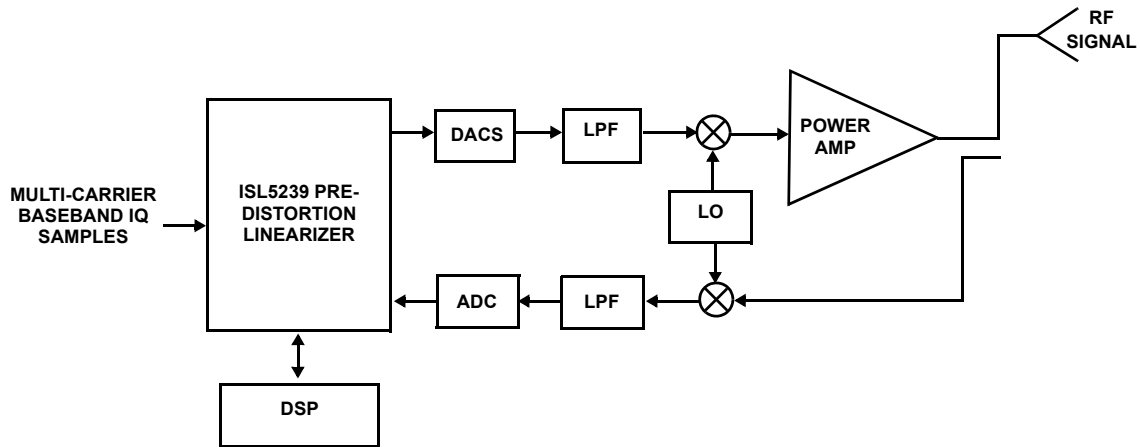 RF
SIGNAL
DACS
LPF
POWER
AMP
MULTI-CARRIER
BASEBAND IQ
SAMPLES
ISL5239 PRE-
DISTORTION
LINEARIZER
LO
ADC
LPF
DSP